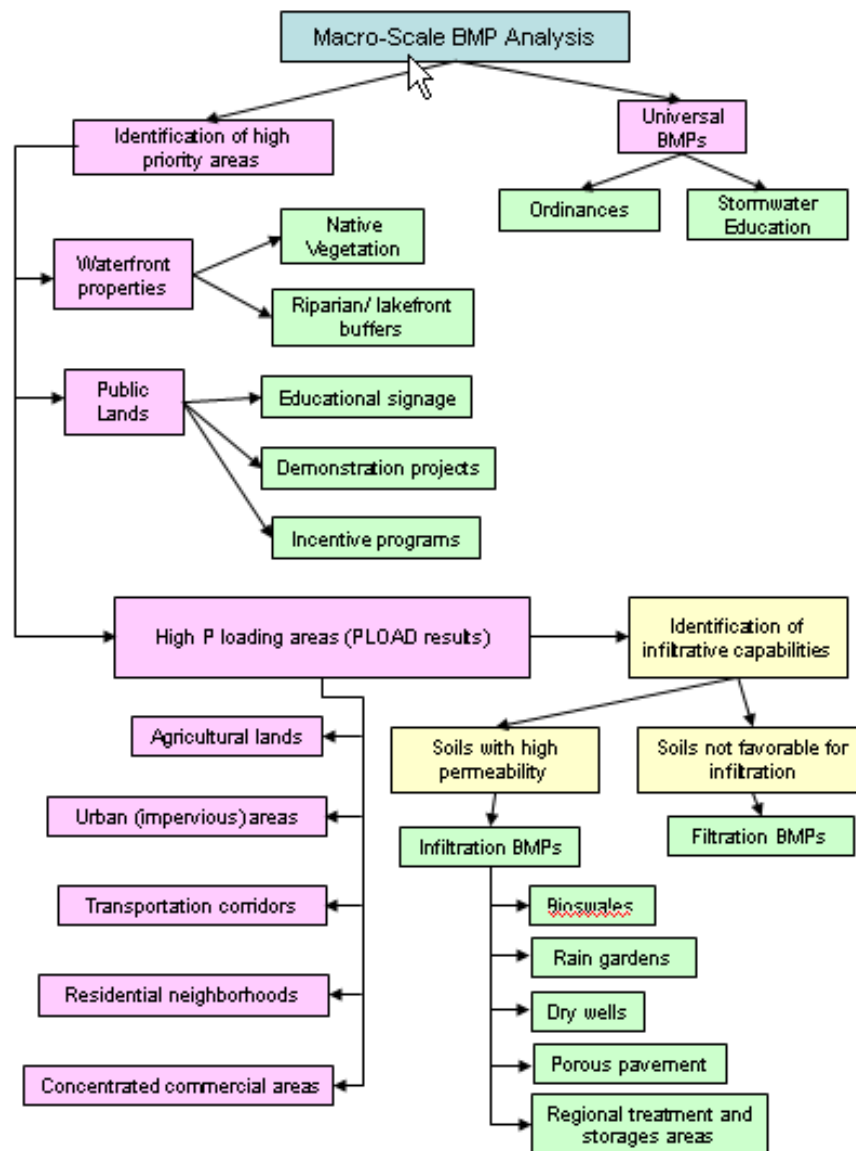 Macro-Scale BMP Analysis
Identification of high
priority areas
Universal
BMPs
Ordinances
Stormwater
Education
Waterfront
properties
Native
Vegetation
Riparian/ lakefront
buffers
Public
Lands
Educational signage
Demonstration projects
Incentive programs
High P loading areas (PLOAD results)
Identification of
infiltrative capabilities
Agricultural lands
Urban (impervious) areas
Transportation corridors
Residential neighborhoods
Concentrated commercial areas
Soils with high
permeability
Soils not favorable for
infiltration
Infiltration BMPs
Filtration BMPs
Bioswales
Rain gardens
Dry wells
Porous pavement
Regional treatment and
storages areas